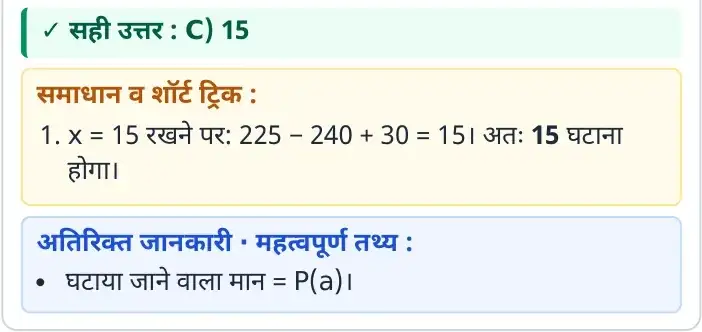 ✓ सही उत्तर : C) 15
समाधान व शॉर्ट ट्रिक :
1. x = 15 रखने पर: 225 − 240 + 30 = 15। अतः 15 घटाना
होगा।
अतिरिक्त जानकारी · महत्वपूर्ण तथ्य :
• घटाया जाने वाला मान = P(a)।